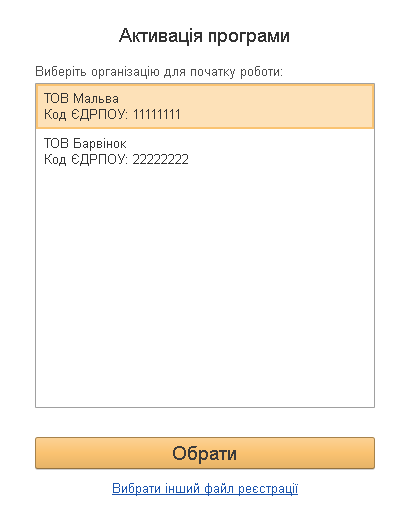 Активація програми
Виберіть організацію для початку роботи:
ТОВ Мальва
Код ЄДРПОУ: 11111111
ТОВ Барвінок
Код ЄДРПОУ: 22222222
Обрати
Вибрати інший файл реєстрації